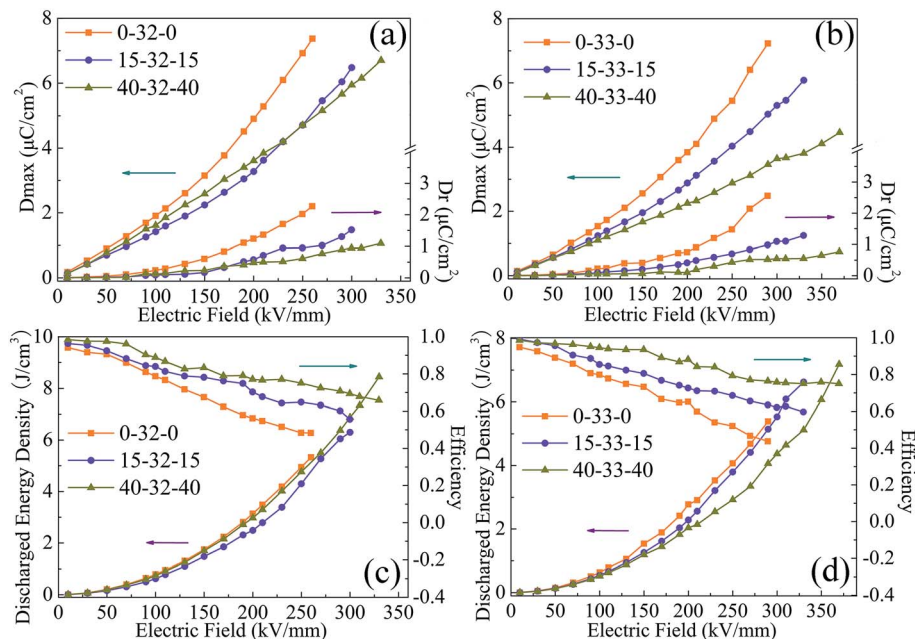 (a)
0-32-0
15-32-15
40-32-40
Dmax (μC/cm²)
8
6
4
2
0
Dr (μC/cm²)
3
2
1
0
0 50 100 150 200 250 300 350
Electric Field (kV/mm)
(b)
0-33-0
15-33-15
40-33-40
Dmax (μC/cm²)
8
6
4
2
0
Dr (μC/cm²)
3
2
1
0
0 50 100 150 200 250 300 350
Electric Field (kV/mm)
(c)
0-32-0
15-32-15
40-32-40
Discharged Energy Density (J/cm³)
10
8
6
4
2
0
Efficiency
1.0
0.8
0.6
0.4
0.2
0.0
-0.2
-0.4
0 50 100 150 200 250 300 350
Electric Field (kV/mm)
(d)
0-33-0
15-33-15
40-33-40
Discharged Energy Density (J/cm³)
8
6
4
2
0
Efficiency
1.0
0.8
0.6
0.4
0.2
0.0
-0.2
-0.4
0 50 100 150 200 250 300 350
Electric Field (kV/mm)